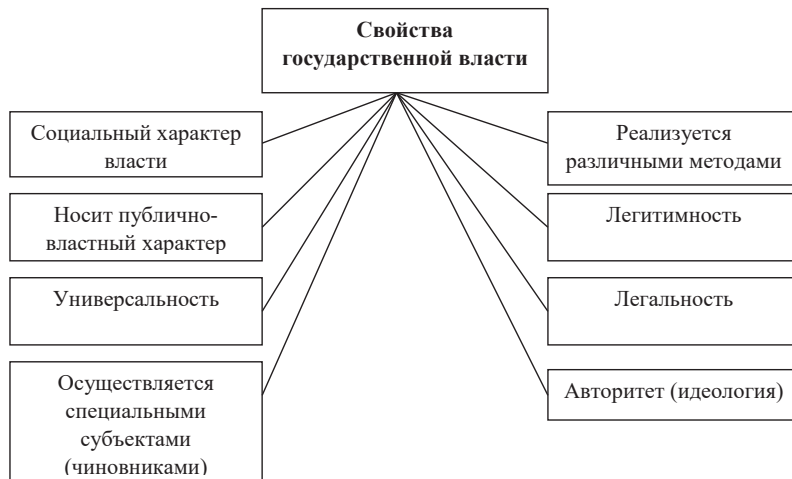 Свойства
государственной власти
Социальный характер
власти
Носит публично-
властный характер
Универсальность
Осуществляется
специальными
субъектами
(чиновниками)
Реализуется
различными методами
Легитимность
Легальность
Авторитет (идеология)